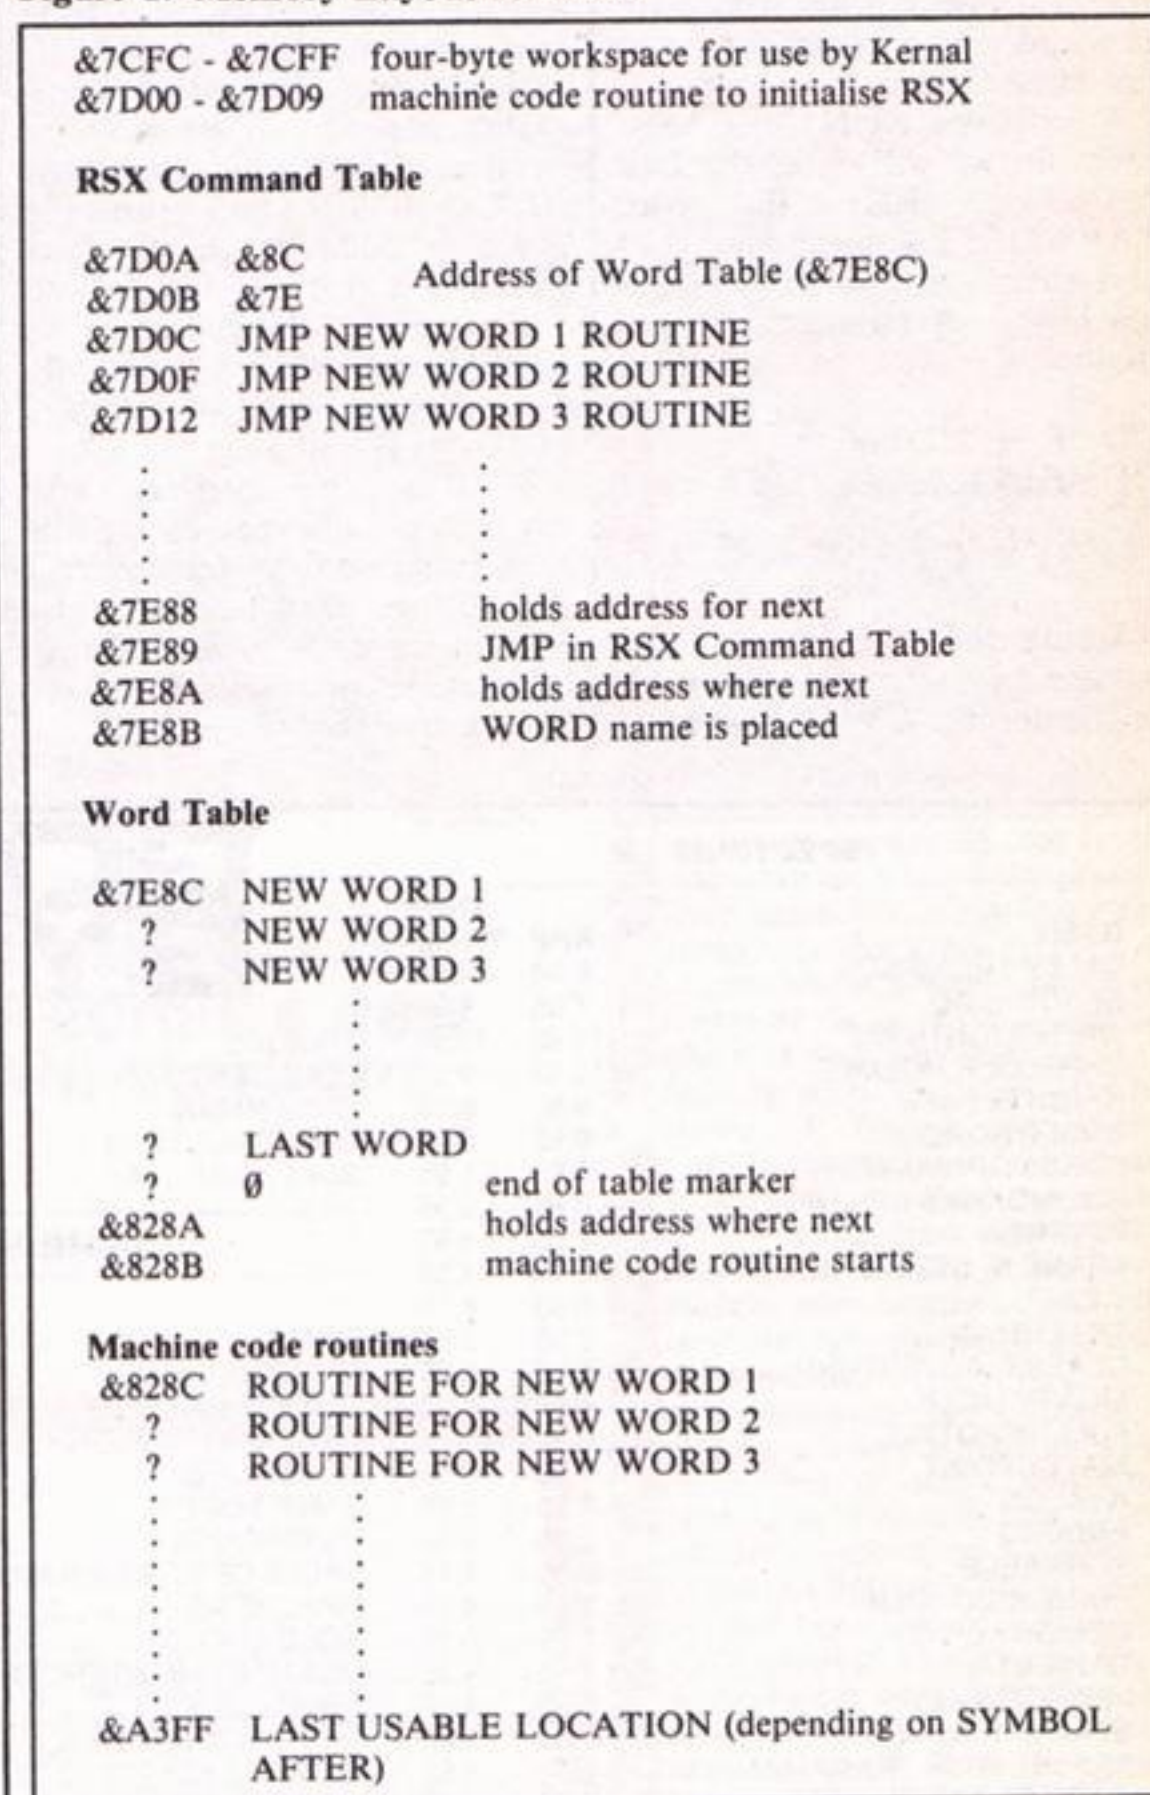 &7CFC - &7CFF four-byte workspace for use by Kernal
&7D00 - &7D09 machine code routine to initialise RSX
RSX Command Table
&7D0A &8C
Address of Word Table (&7E8C)
&7D0B &7E
&7D0C JMP NEW WORD 1 ROUTINE
&7D0F JMP NEW WORD 2 ROUTINE
&7D12 JMP NEW WORD 3 ROUTINE
&7E88 holds address for next
&7E89 JMP in RSX Command Table
&7E8A holds address where next
&7E8B WORD name is placed
Word Table
&7E8C NEW WORD 1
? NEW WORD 2
? NEW WORD 3
? LAST WORD
? 0 end of table marker
&828A holds address where next
&828B machine code routine starts
Machine code routines
&828C ROUTINE FOR NEW WORD 1
? ROUTINE FOR NEW WORD 2
? ROUTINE FOR NEW WORD 3
&A3FF LAST USABLE LOCATION (depending on SYMBOL
AFTER)